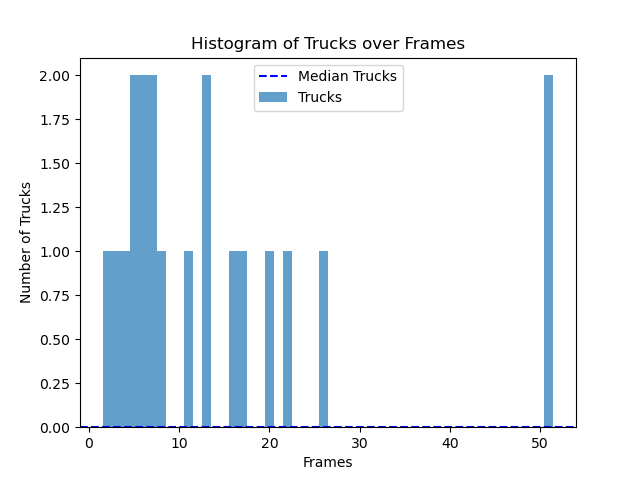 Histogram of Trucks over Frames
Median Trucks
Trucks
2.00
1.75
1.50
1.25
1.00
0.75
0.50
0.25
0.00
Number of Trucks
0 10 20 30 40 50
Frames